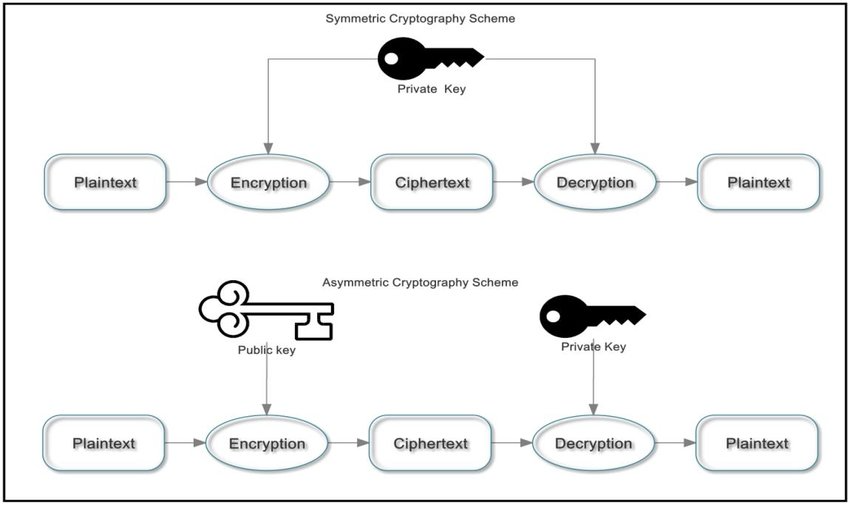 Symmetric Cryptography Scheme
Private Key
Plaintext Encryption Ciphertext Decryption Plaintext
Asymmetric Cryptography Scheme
Public key Private Key
Plaintext Encryption Ciphertext Decryption Plaintext